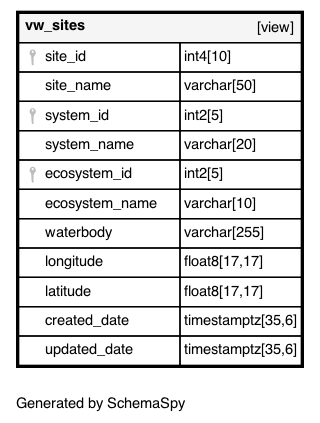 vw_sites [view]
site_id int4[10]
site_name varchar[50]
system_id int2[5]
system_name varchar[20]
ecosystem_id int2[5]
ecosystem_name varchar[10]
waterbody varchar[255]
longitude float8[17,17]
latitude float8[17,17]
created_date timestamptz[35,6]
updated_date timestamptz[35,6]
Generated by SchemaSpy